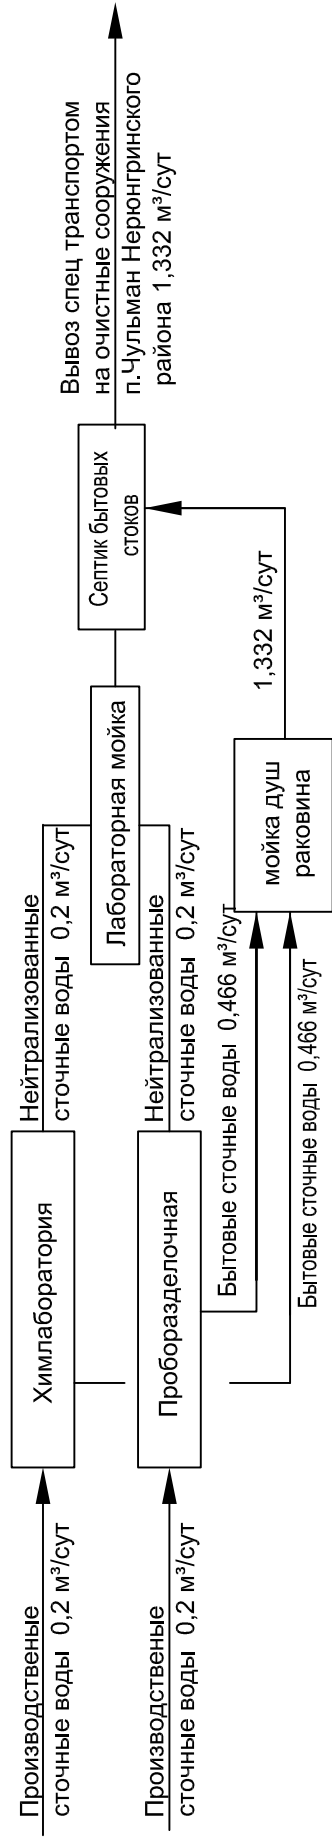 Производственые
сточные воды 0,2 м³/сут
Химлаборатория
Нейтрализованные
сточные воды 0,2 м³/сут
Производственые
сточные воды 0,2 м³/сут
Проборазделочная
Нейтрализованные
сточные воды 0,2 м³/сут
Лабораторная мойка
Септик бытовых
стоков
Вывоз спец транспортом
на очистные сооружения
п.Чульман Нерюнгринского
района 1,332 м³/сут
Бытовые сточные воды 0,466 м³/сут
Бытовые сточные воды 0,466 м³/сут
мойка душ
раковина
1,332 м³/сут